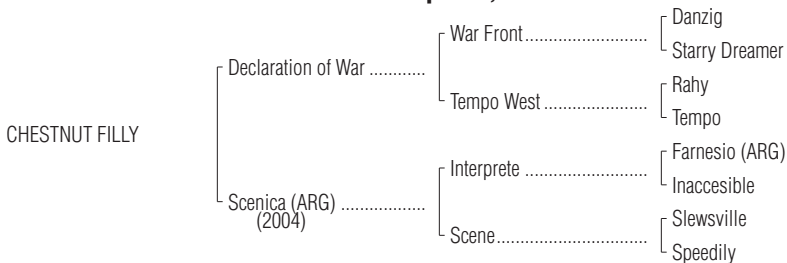 Danzig
War Front..............................
Starry Dreamer
Declaration of War ............
Rahy
Tempo West .........................
Tempo
CHESTNUT FILLY
Farnesio (ARG)
Interprete ..............................
Inaccesible
Scenica (ARG) ..................
(2004)
Slewsville
Scene.....................................
Speedily